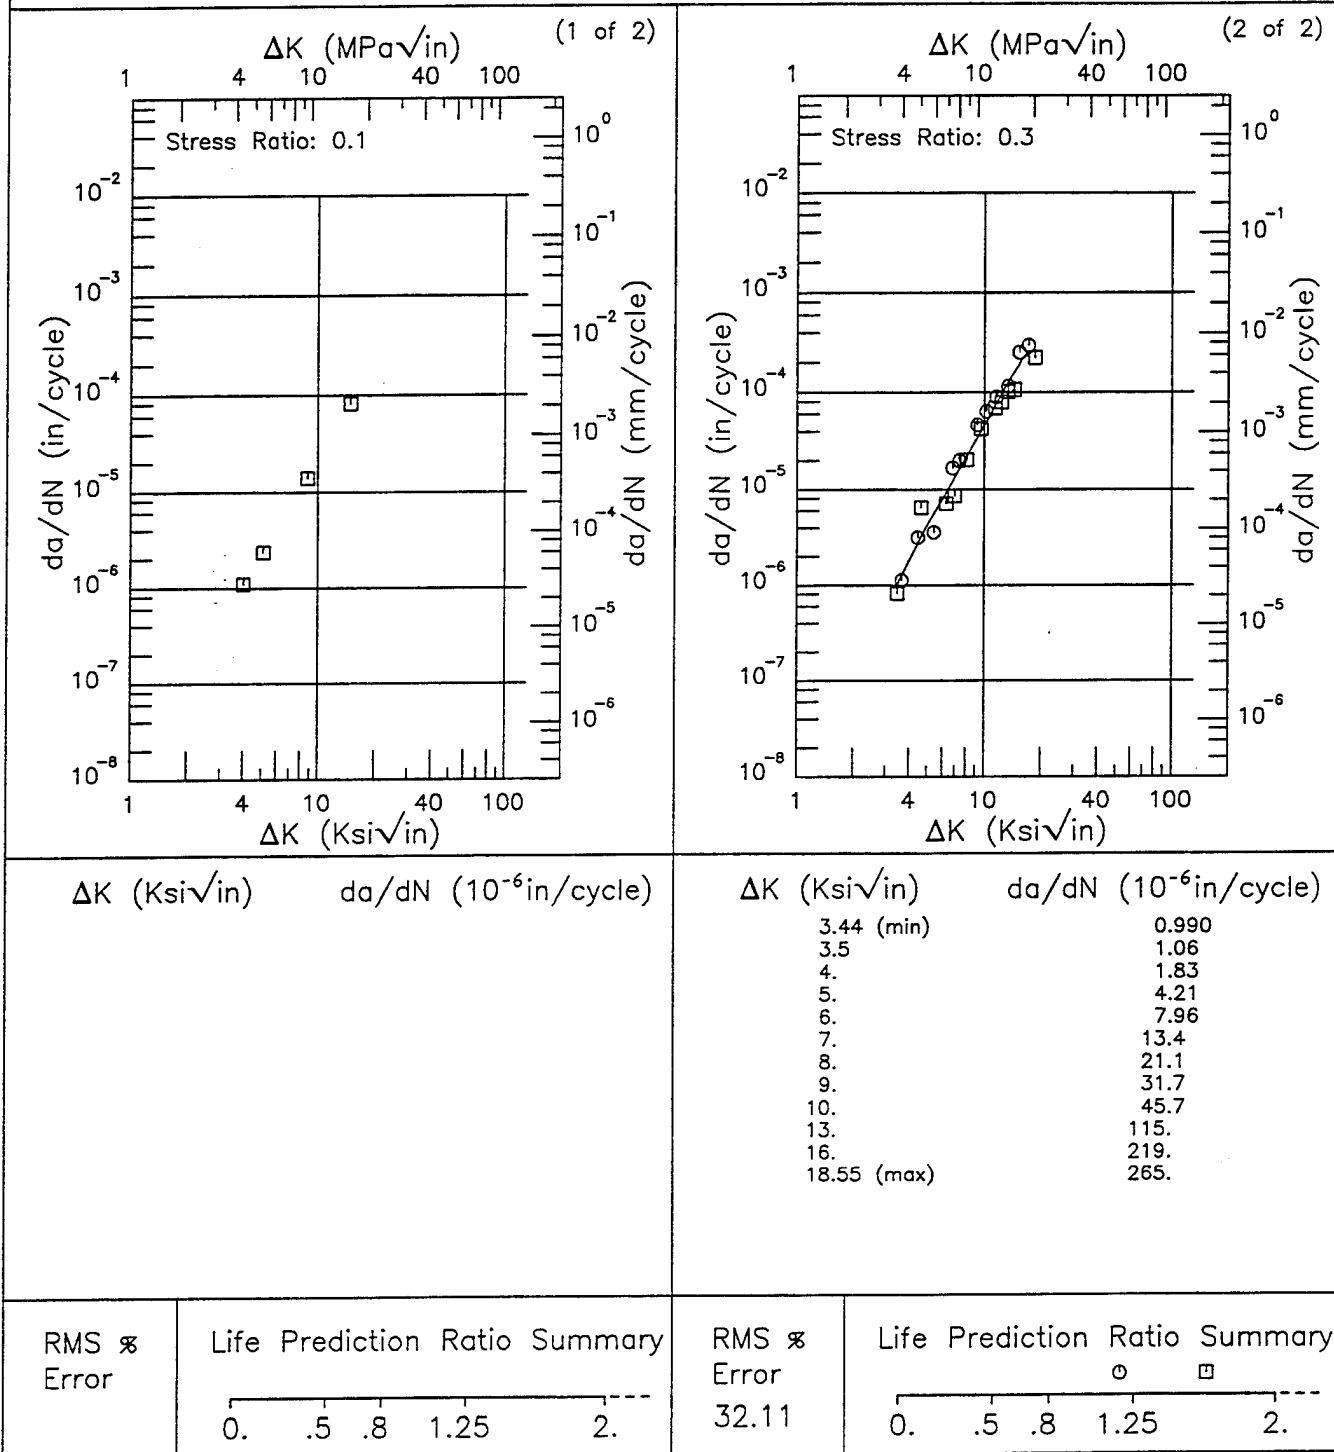 (1 of 2)
ΔK (MPa√in)
1 4 10 40 100
Stress Ratio: 0.1
10⁰
10⁻²
10⁻¹
10⁻³
10⁻²
10⁻⁴
10⁻³
10⁻⁵
10⁻⁴
10⁻⁶
10⁻⁵
10⁻⁷
10⁻⁶
10⁻⁸
da/dN (in/cycle)
da/dN (mm/cycle)
1 4 10 40 100
ΔK (Ksi√in)
(2 of 2)
ΔK (MPa√in)
1 4 10 40 100
Stress Ratio: 0.3
10⁰
10⁻²
10⁻¹
10⁻³
10⁻²
10⁻⁴
10⁻³
10⁻⁵
10⁻⁴
10⁻⁶
10⁻⁵
10⁻⁷
10⁻⁶
10⁻⁸
da/dN (in/cycle)
da/dN (mm/cycle)
1 4 10 40 100
ΔK (Ksi√in)
ΔK (Ksi√in) da/dN (10⁻⁶in/cycle)
ΔK (Ksi√in) da/dN (10⁻⁶in/cycle)
3.44 (min) 0.990
3.5 1.06
4. 1.83
5. 4.21
6. 7.96
7. 13.4
8. 21.1
9. 31.7
10. 45.7
13. 115.
16. 219.
18.55 (max) 265.
RMS %
Error
Life Prediction Ratio Summary
0. .5 .8 1.25 2.
RMS %
Error
32.11
Life Prediction Ratio Summary
0. .5 .8 1.25 2.